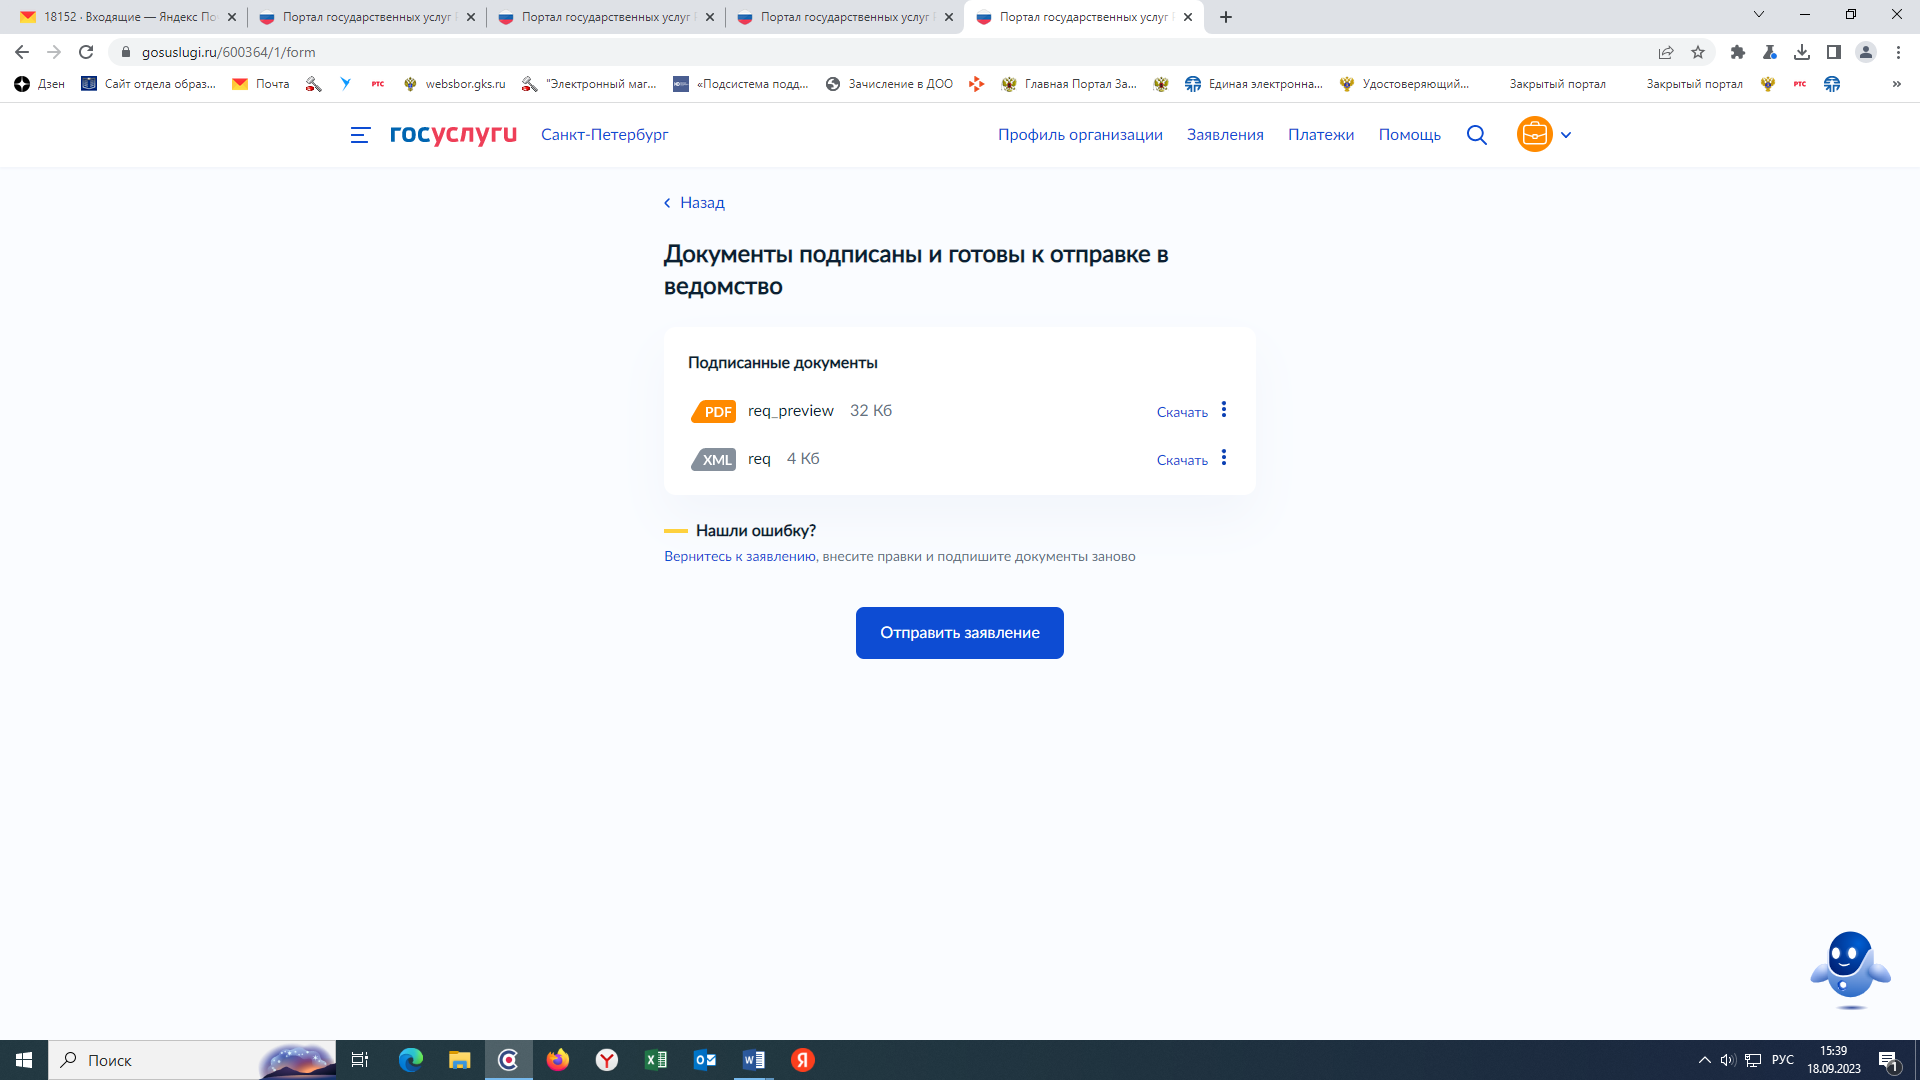 18152 · Входящие — Яндекс По
Портал государственных услуг
Портал государственных услуг
Портал государственных услуг
Портал государственных услуг
gosuslugi.ru/600364/1/form
Дзен
Сайт отдела образ...
Почта
РТС
websbor.gks.ru
"Электронный маг...
«Подсистема подд...
Зачисление в ДОО
Главная Портал За...
Единая электронна...
Удостоверяющий...
Закрытый портал
Закрытый портал
РТС
»
госуслуги
Санкт-Петербург
Профиль организации
Заявления
Платежи
Помощь
Назад
Документы подписаны и готовы к отправке в
ведомство
Подписанные документы
PDF req_preview 32 Кб Скачать
XML req 4 Кб Скачать
Нашли ошибку?
Вернитесь к заявлению, внесите правки и подпишите документы заново
Отправить заявление
Поиск
РУС
15:39
18.09.2023
1